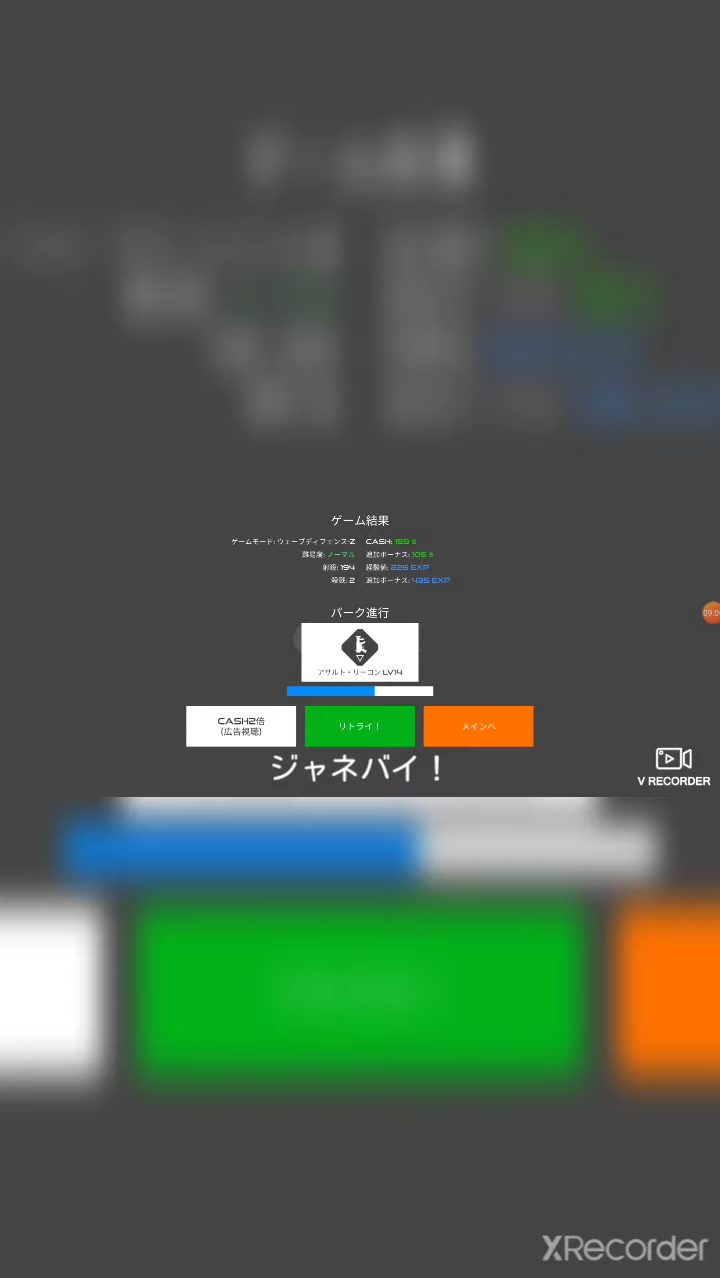 ゲーム結果
ゲームモード: ウェーブディフェンス-Z CASH: 159 $
難易度: ノーマル 追加ボーナス: 105 $
射殺: 194 経験値: 226 EXP
殺戮: 2 追加ボーナス: 435 EXP
パーク進行
アサルト・リーコン LV14
CASH2倍
(広告視聴)
リトライ!
メインへ
ジャネバイ!
V RECORDER
XRecorder